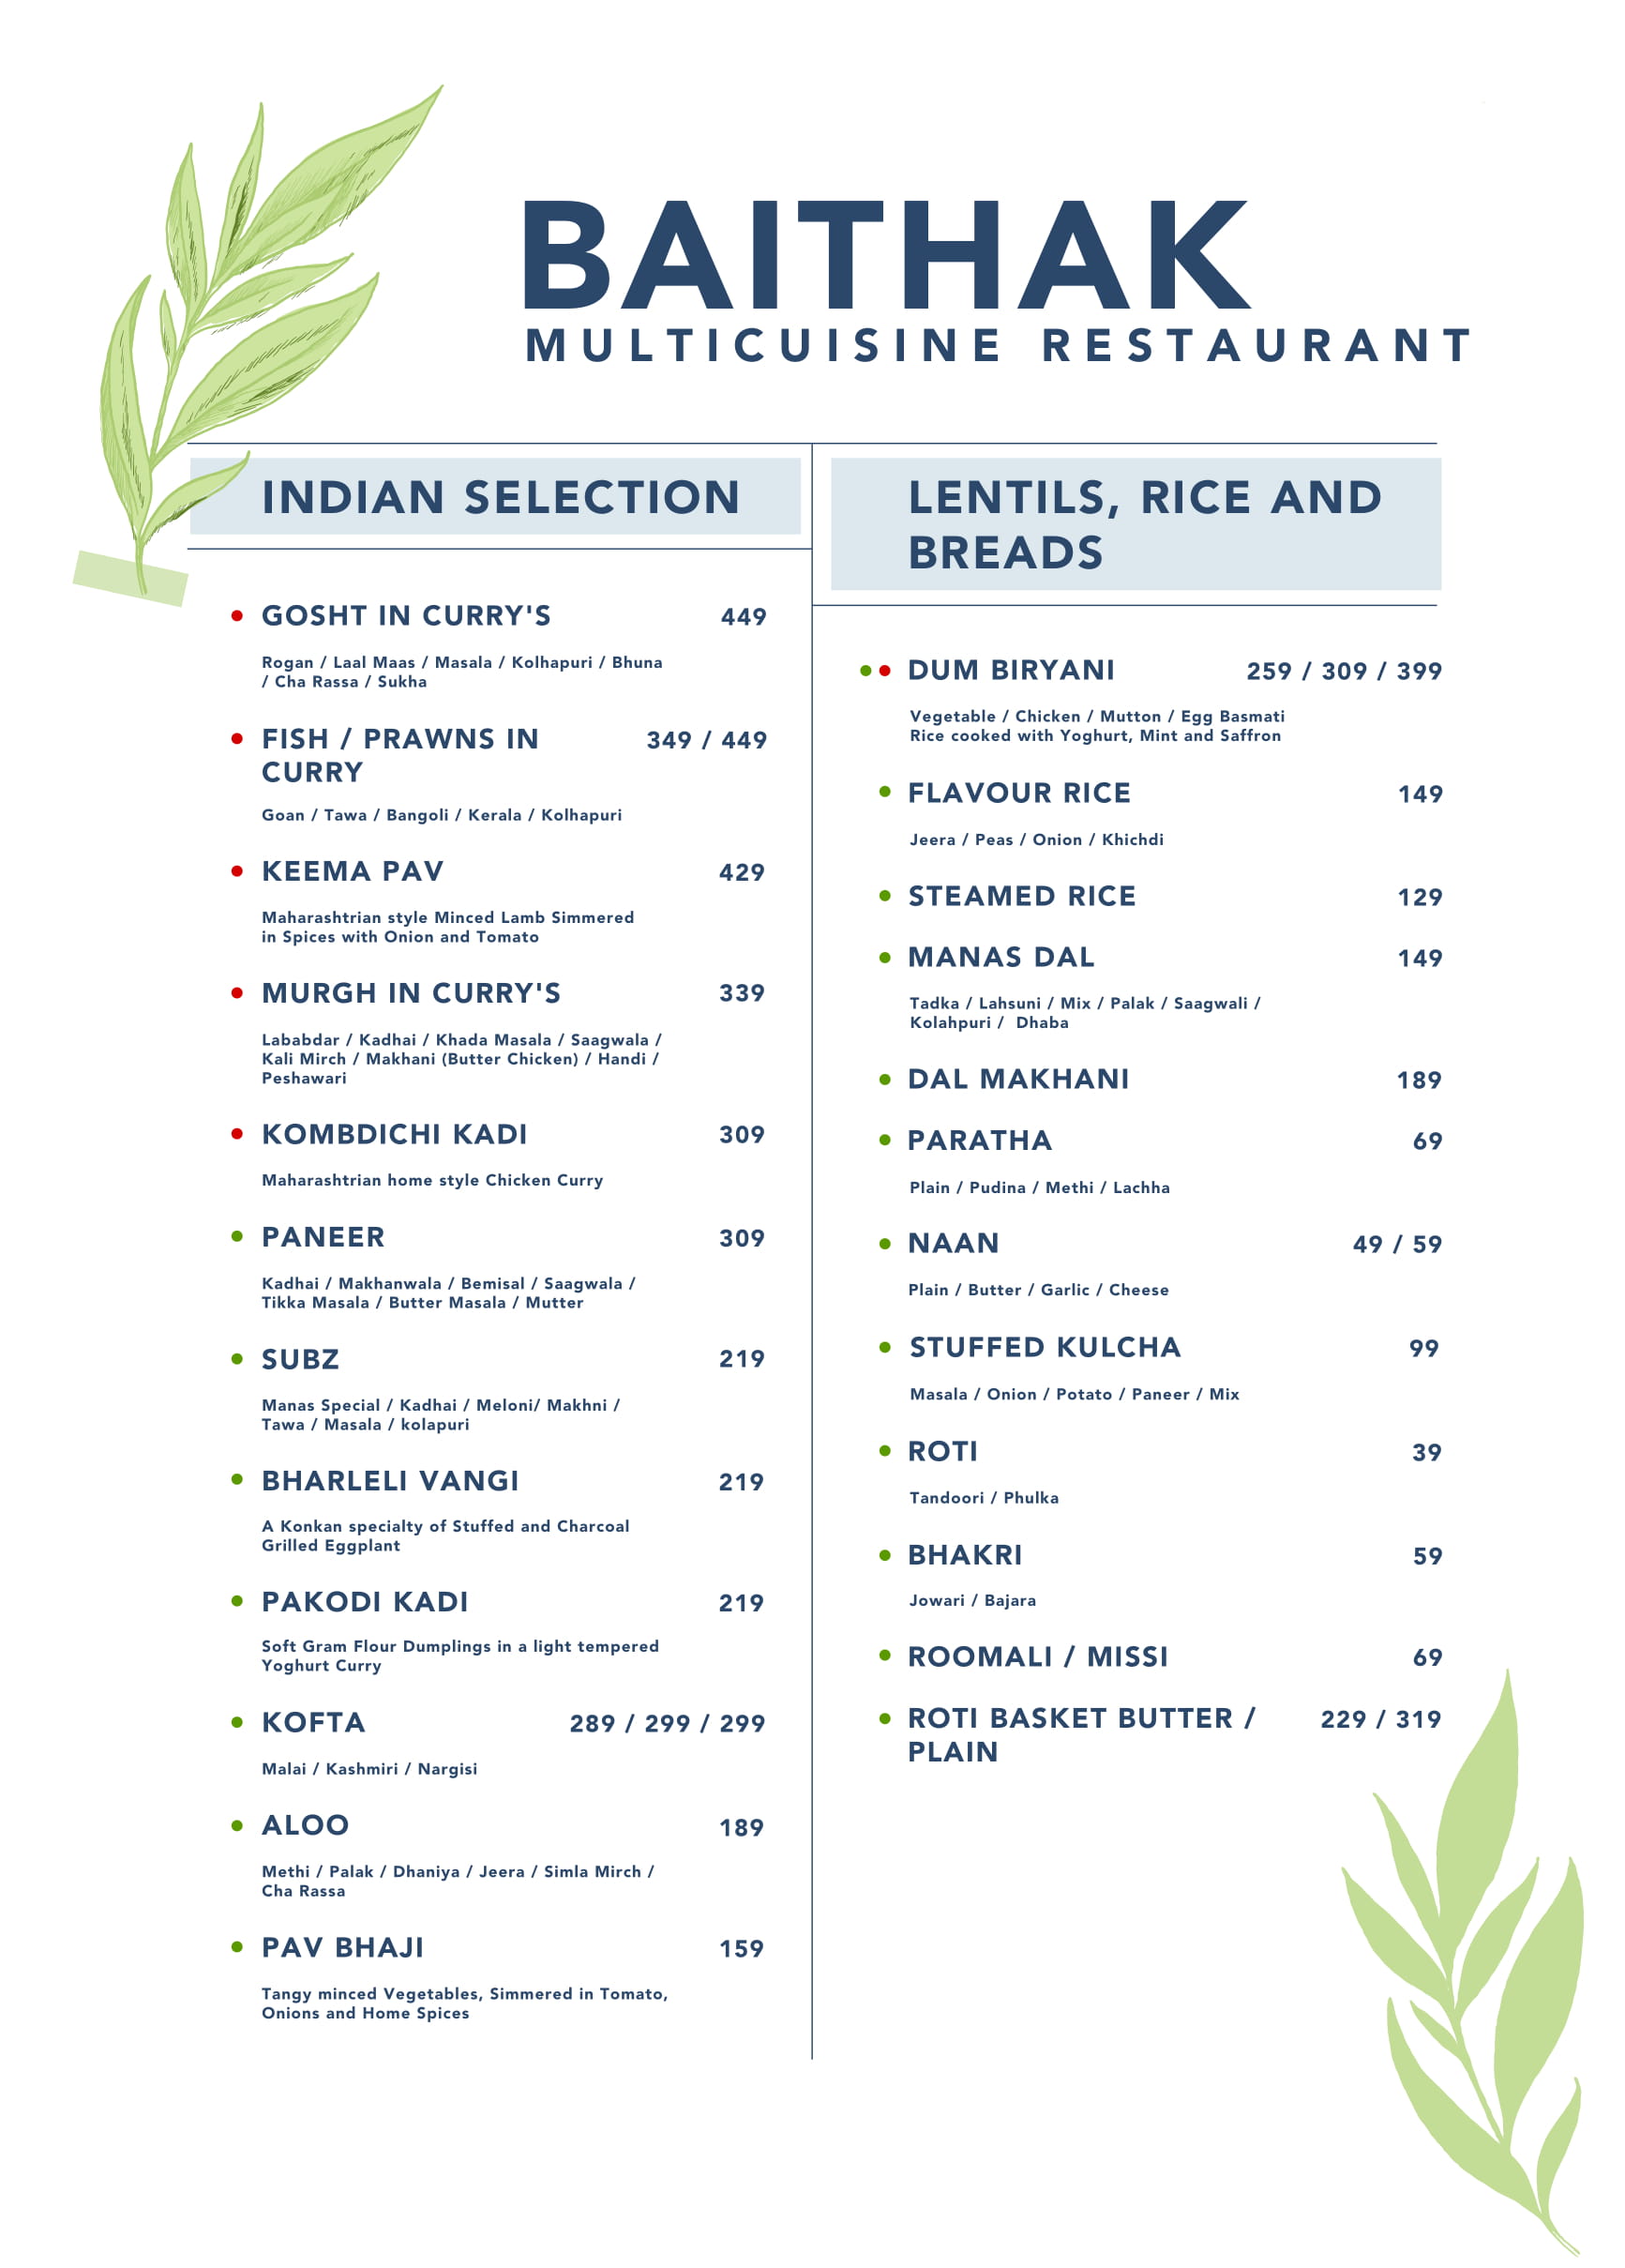 BAITHAK
MULTICUISINE RESTAURANT
INDIAN SELECTION
GOSHT IN CURRY'S 449
Rogan / Laal Maas / Masala / Kolhapuri / Bhuna
/ Cha Rassa / Sukha
FISH / PRAWNS IN 349 / 449
CURRY
Goan / Tawa / Bangoli / Kerala / Kolhapuri
KEEMA PAV 429
Maharashtrian style Minced Lamb Simmered
in Spices with Onion and Tomato
MURGH IN CURRY'S 339
Lababdar / Kadhai / Khada Masala / Saagwala /
Kali Mirch / Makhani (Butter Chicken) / Handi /
Peshawari
KOMBDICHI KADI 309
Maharashtrian home style Chicken Curry
PANEER 309
Kadhai / Makhanwala / Bemisal / Saagwala /
Tikka Masala / Butter Masala / Mutter
SUBZ 219
Manas Special / Kadhai / Meloni/ Makhni /
Tawa / Masala / kolapuri
BHARLELI VANGI 219
A Konkan specialty of Stuffed and Charcoal
Grilled Eggplant
PAKODI KADI 219
Soft Gram Flour Dumplings in a light tempered
Yoghurt Curry
KOFTA 289 / 299 / 299
Malai / Kashmiri / Nargisi
ALOO 189
Methi / Palak / Dhaniya / Jeera / Simla Mirch /
Cha Rassa
PAV BHAJI 159
Tangy minced Vegetables, Simmered in Tomato,
Onions and Home Spices
LENTILS, RICE AND
BREADS
DUM BIRYANI 259 / 309 / 399
Vegetable / Chicken / Mutton / Egg Basmati
Rice cooked with Yoghurt, Mint and Saffron
FLAVOUR RICE 149
Jeera / Peas / Onion / Khichdi
STEAMED RICE 129
MANAS DAL 149
Tadka / Lahsuni / Mix / Palak / Saagwali /
Kolahpuri / Dhaba
DAL MAKHANI 189
PARATHA 69
Plain / Pudina / Methi / Lachha
NAAN 49 / 59
Plain / Butter / Garlic / Cheese
STUFFED KULCHA 99
Masala / Onion / Potato / Paneer / Mix
ROTI 39
Tandoori / Phulka
BHAKRI 59
Jowari / Bajara
ROOMALI / MISSI 69
ROTI BASKET BUTTER / 229 / 319
PLAIN